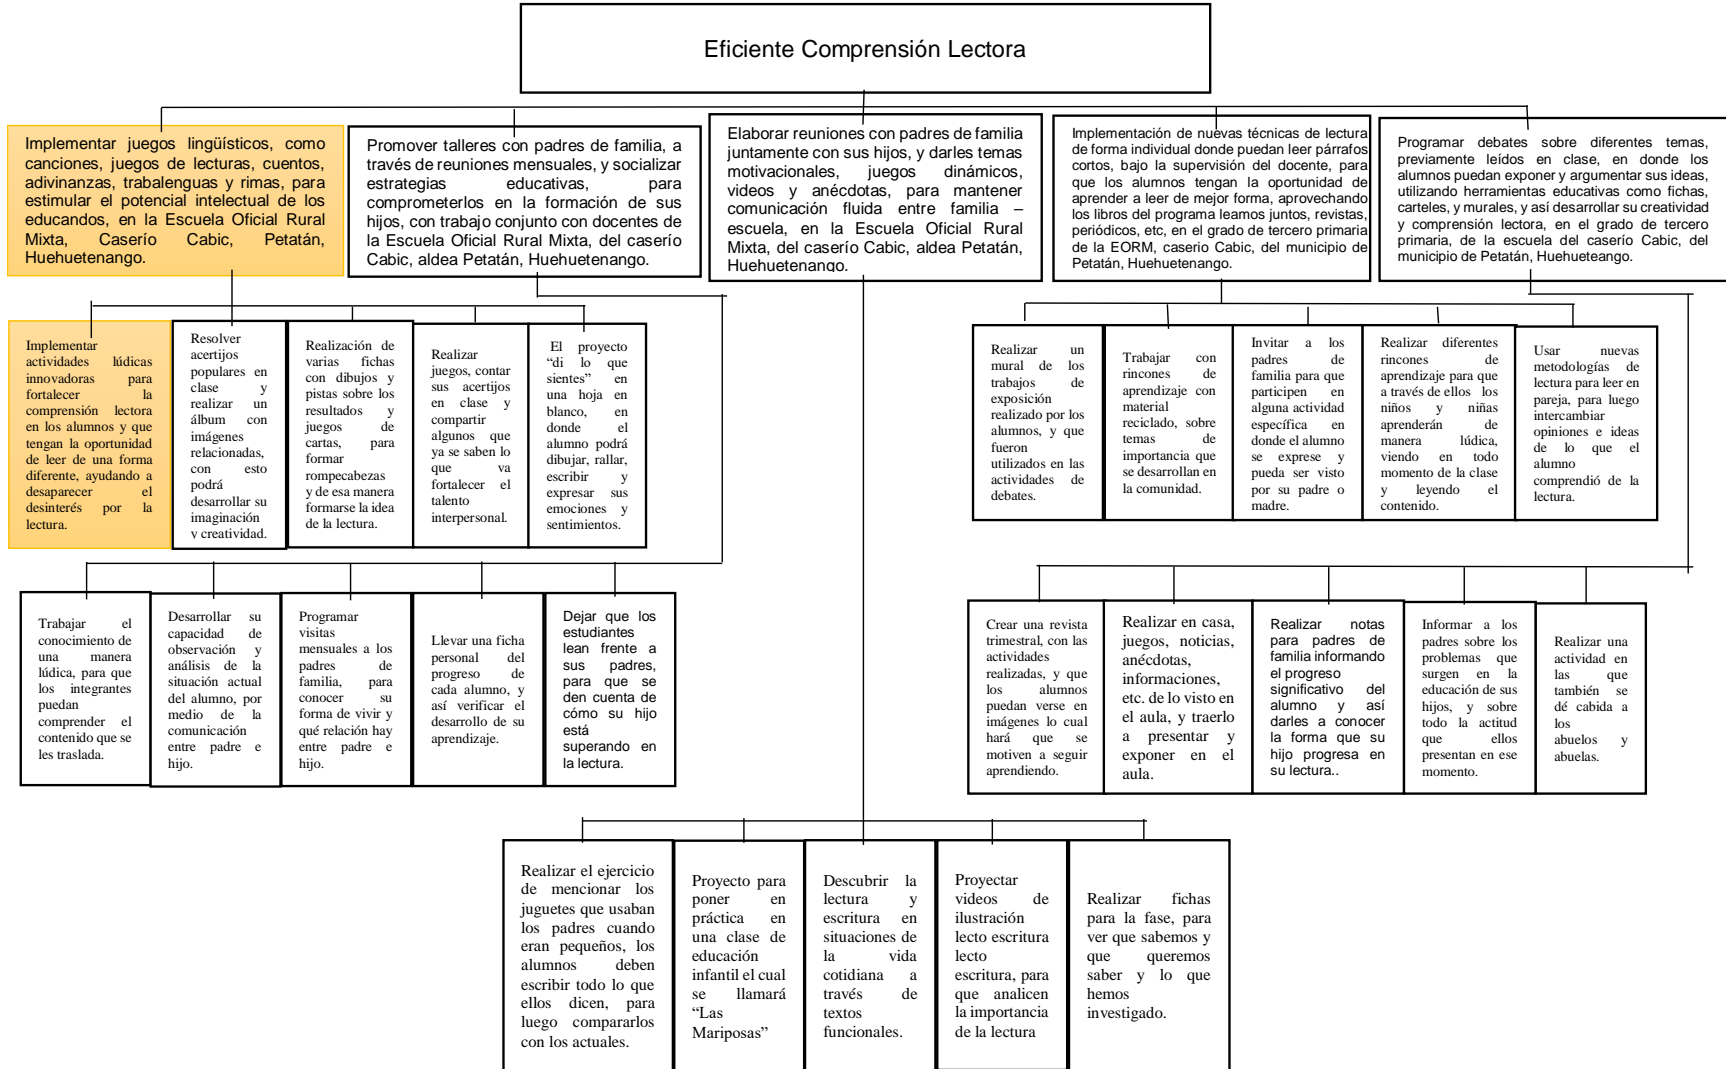 Eficiente Comprensión Lectora
Implementar juegos lingüísticos, como
canciones, juegos de lecturas, cuentos,
adivinanzas, trabalenguas y rimas, para
estimular el potencial intelectual de los
educandos, en la Escuela Oficial Rural
Mixta, Caserío Cabic, Petatán,
Huehuetenango.
Promover talleres con padres de familia, a
través de reuniones mensuales, y socializar
estrategias educativas, para
comprometerlos en la formación de sus
hijos, con trabajo conjunto con docentes de
la Escuela Oficial Rural Mixta, del caserío
Cabic, aldea Petatán, Huehuetenango.
Elaborar reuniones con padres de familia
juntamente con sus hijos, y darles temas
motivacionales, juegos dinámicos,
videos y anécdotas, para mantener
comunicación fluida entre familia –
escuela, en la Escuela Oficial Rural
Mixta, del caserío Cabic, aldea Petatán,
Huehuetenango.
Implementación de nuevas técnicas de lectura
de forma individual donde puedan leer párrafos
cortos, bajo la supervisión del docente, para
que los alumnos tengan la oportunidad de
aprender a leer de mejor forma, aprovechando
los libros del programa leamos juntos, revistas,
periódicos, etc, en el grado de tercero primaria
de la EORM, caserio Cabic, del municipio de
Petatán, Huehuetenango.
Programar debates sobre diferentes temas,
previamente leídos en clase, en donde los
alumnos puedan exponer y argumentar sus ideas,
utilizando herramientas educativas como fichas,
carteles, y murales, y así desarrollar su creatividad
y comprensión lectora, en el grado de tercero
primaria, de la escuela del caserío Cabic, del
municipio de Petatán, Huehueteango.
Implementar
actividades lúdicas
innovadoras para
fortalecer la
comprensión lectora
en los alumnos y que
tengan la oportunidad
de leer de una forma
diferente, ayudando a
desaparecer el
desinterés por la
lectura.
Resolver
acertijos
populares en
clase y
realizar un
álbum con
imágenes
relacionadas,
con esto
podrá
desarrollar su
imaginación
y creatividad.
Realización de
varias fichas
con dibujos y
pistas sobre los
resultados y
juegos de
cartas, para
formar
rompecabezas
y de esa manera
formarse la idea
de la lectura.
Realizar
juegos, contar
sus acertijos
en clase y
compartir
algunos que
ya se saben lo
que va
fortalecer el
talento
interpersonal.
El proyecto
“di lo que
sientes” en
una hoja en
blanco, en
donde el
alumno podrá
dibujar, rallar,
escribir y
expresar sus
emociones y
sentimientos.
Realizar un
mural de los
trabajos de
exposición
realizado por los
alumnos, y que
fueron
utilizados en las
actividades de
debates.
Trabajar con
rincones de
aprendizaje con
material
reciclado, sobre
temas de
importancia que
se desarrollan en
la comunidad.
Invitar a los
padres de
familia para que
participen en
alguna actividad
específica en
donde el alumno
se exprese y
pueda ser visto
por su padre o
madre.
Realizar diferentes
rincones de
aprendizaje para que
a través de ellos los
niños y niñas
aprenderán de
manera lúdica,
viendo en todo
momento de la clase
y leyendo el
contenido.
Usar nuevas
metodologías de
lectura para leer en
pareja, para luego
intercambiar
opiniones e ideas
de lo que el
alumno
comprendió de la
lectura.
Trabajar el
conocimiento de
una manera
lúdica, para que
los integrantes
puedan
comprender el
contenido que se
les traslada.
Desarrollar su
capacidad de
observación y
análisis de la
situación actual
del alumno, por
medio de la
comunicación
entre padre e
hijo.
Programar
visitas
mensuales a los
padres de
familia, para
conocer su
forma de vivir y
qué relación hay
entre padre e
hijo.
Llevar una ficha
personal del
progreso de
cada alumno, y
así verificar el
desarrollo de su
aprendizaje.
Dejar que los
estudiantes
lean frente a
sus padres,
para que se
den cuenta de
cómo su hijo
está
superando en
la lectura.
Crear una revista
trimestral, con las
actividades
realizadas, y que
los alumnos
puedan verse en
imágenes lo cual
hará que se
motiven a seguir
aprendiendo.
Realizar en casa,
juegos, noticias,
anécdotas,
informaciones,
etc. de lo visto en
el aula, y traerlo
a presentar y
exponer en el
aula.
Realizar notas
para padres de
familia informando
el progreso
significativo del
alumno y así
darles a conocer
la forma que su
hijo progresa en
su lectura..
Informar a los
padres sobre los
problemas que
surgen en la
educación de sus
hijos, y sobre
todo la actitud
que ellos
presentan en ese
momento.
Realizar una
actividad en
las que
también se
dé cabida a
los
abuelos y
abuelas.
Realizar el ejercicio
de mencionar los
juguetes que usaban
los padres cuando
eran pequeños, los
alumnos deben
escribir todo lo que
ellos dicen, para
luego compararlos
con los actuales.
Proyecto para
poner en
práctica en
una clase de
educación
infantil el cual
se llamará
“Las
Mariposas”
Descubrir la
lectura y
escritura en
situaciones de
la vida
cotidiana a
través de
textos
funcionales.
Proyectar
videos de
ilustración
lecto escritura
lecto
escritura, para
que analicen
la importancia
de la lectura
Realizar fichas
para la fase, para
ver que sabemos y
que queremos
saber y lo que
hemos
investigado.